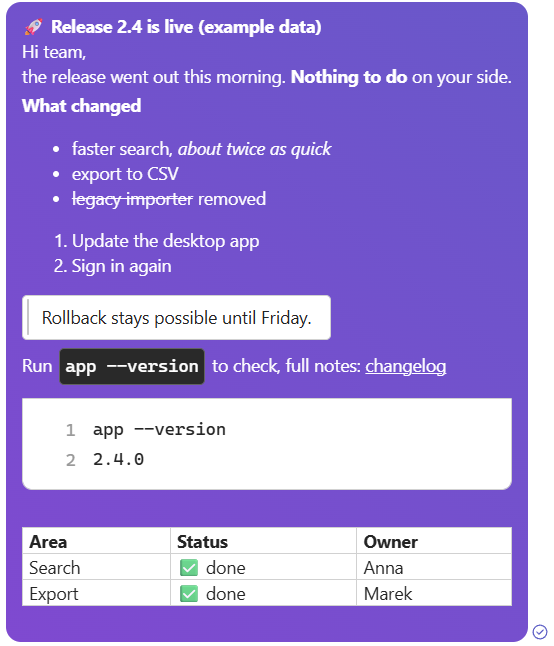 🚀 Release 2.4 is live (example data)
Hi team,
the release went out this morning. Nothing to do on your side.
What changed
• faster search, about twice as quick
• export to CSV
• legacy importer removed
1. Update the desktop app
2. Sign in again
Rollback stays possible until Friday.
Run app --version to check, full notes: changelog
1 app --version
2 2.4.0
Area Status Owner
Search ✅ done Anna
Export ✅ done Marek